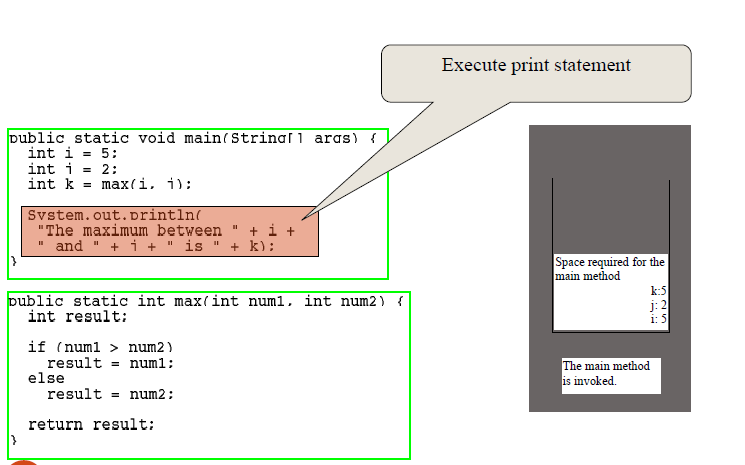 Execute print statement
public static void main(String[] args) {
int i = 5;
int j = 2;
int k = max(i, j);
System.out.println(
"The maximum between " + i +
" and " + j + " is " + k);
}
public static int max(int num1, int num2) {
int result;
if (num1 > num2)
result = num1;
else
result = num2;
return result;
}
Space required for the
main method
k:5
j: 2
i: 5
The main method
is invoked.